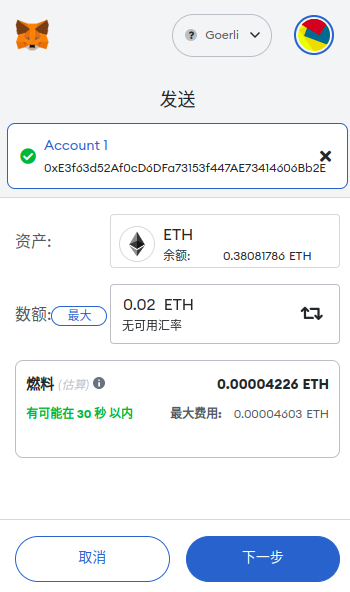 Goerli
发送
Account 1
0xE3f63d52Af0cD6DFa73153f447AE73414606Bb2E
资产:
ETH
余额: 0.38081786 ETH
数额: 最大
0.02 ETH
无可用汇率
燃料 (估算) 0.00004226 ETH
有可能在 30 秒 以内 最大费用: 0.00004603 ETH
取消
下一步